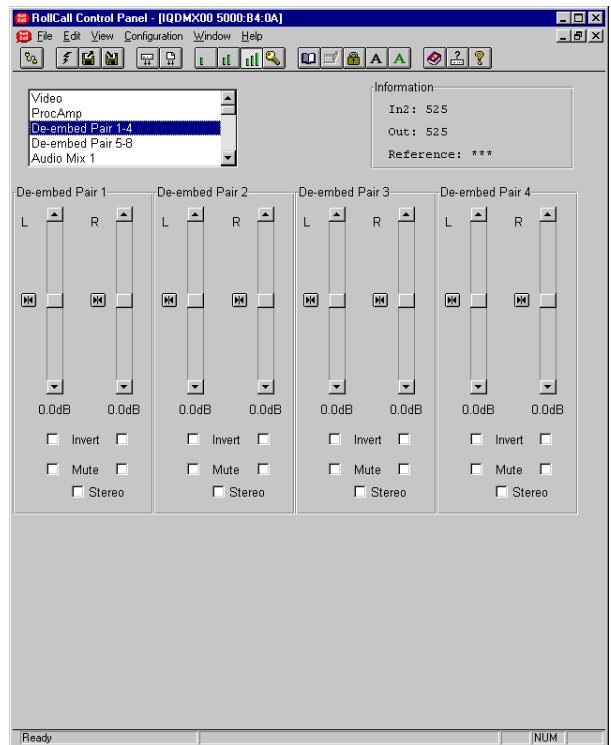 RollCall Control Panel - [IQDMX00 5000:B4:0A]
File Edit View Configuration Window Help
A A
Video
ProcAmp
De-embed Pair 1-4
De-embed Pair 5-8
Audio Mix 1
Information
In2: 525
Out: 525
Reference: ***
De-embed Pair 1 De-embed Pair 2 De-embed Pair 3 De-embed Pair 4
L R L R L R L R
0.0dB 0.0dB 0.0dB 0.0dB 0.0dB 0.0dB 0.0dB 0.0dB
Invert Invert Invert Invert
Mute Mute Mute Mute
Stereo Stereo Stereo Stereo
Ready NUM